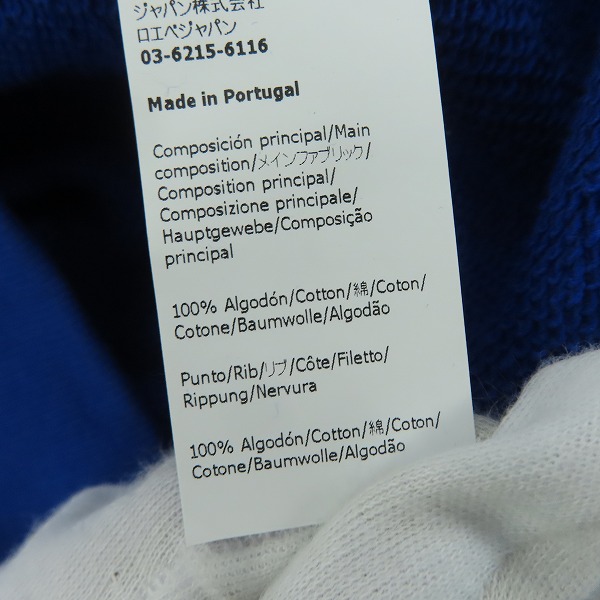 ジャパン株式会社
ロエベジャパン
03-6215-6116
Made in Portugal
Composición principal/Main
composition/メインファブリック/
Composition principal/
Composizione principale/
Hauptgewebe/Composição
principal
100% Algodón/Cotton/綿/Coton/
Cotone/Baumwolle/Algodão
Punto/Rib/リブ/Côte/Filetto/
Rippung/Nervura
100% Algodón/Cotton/綿/Coton/
Cotone/Baumwolle/Algodão